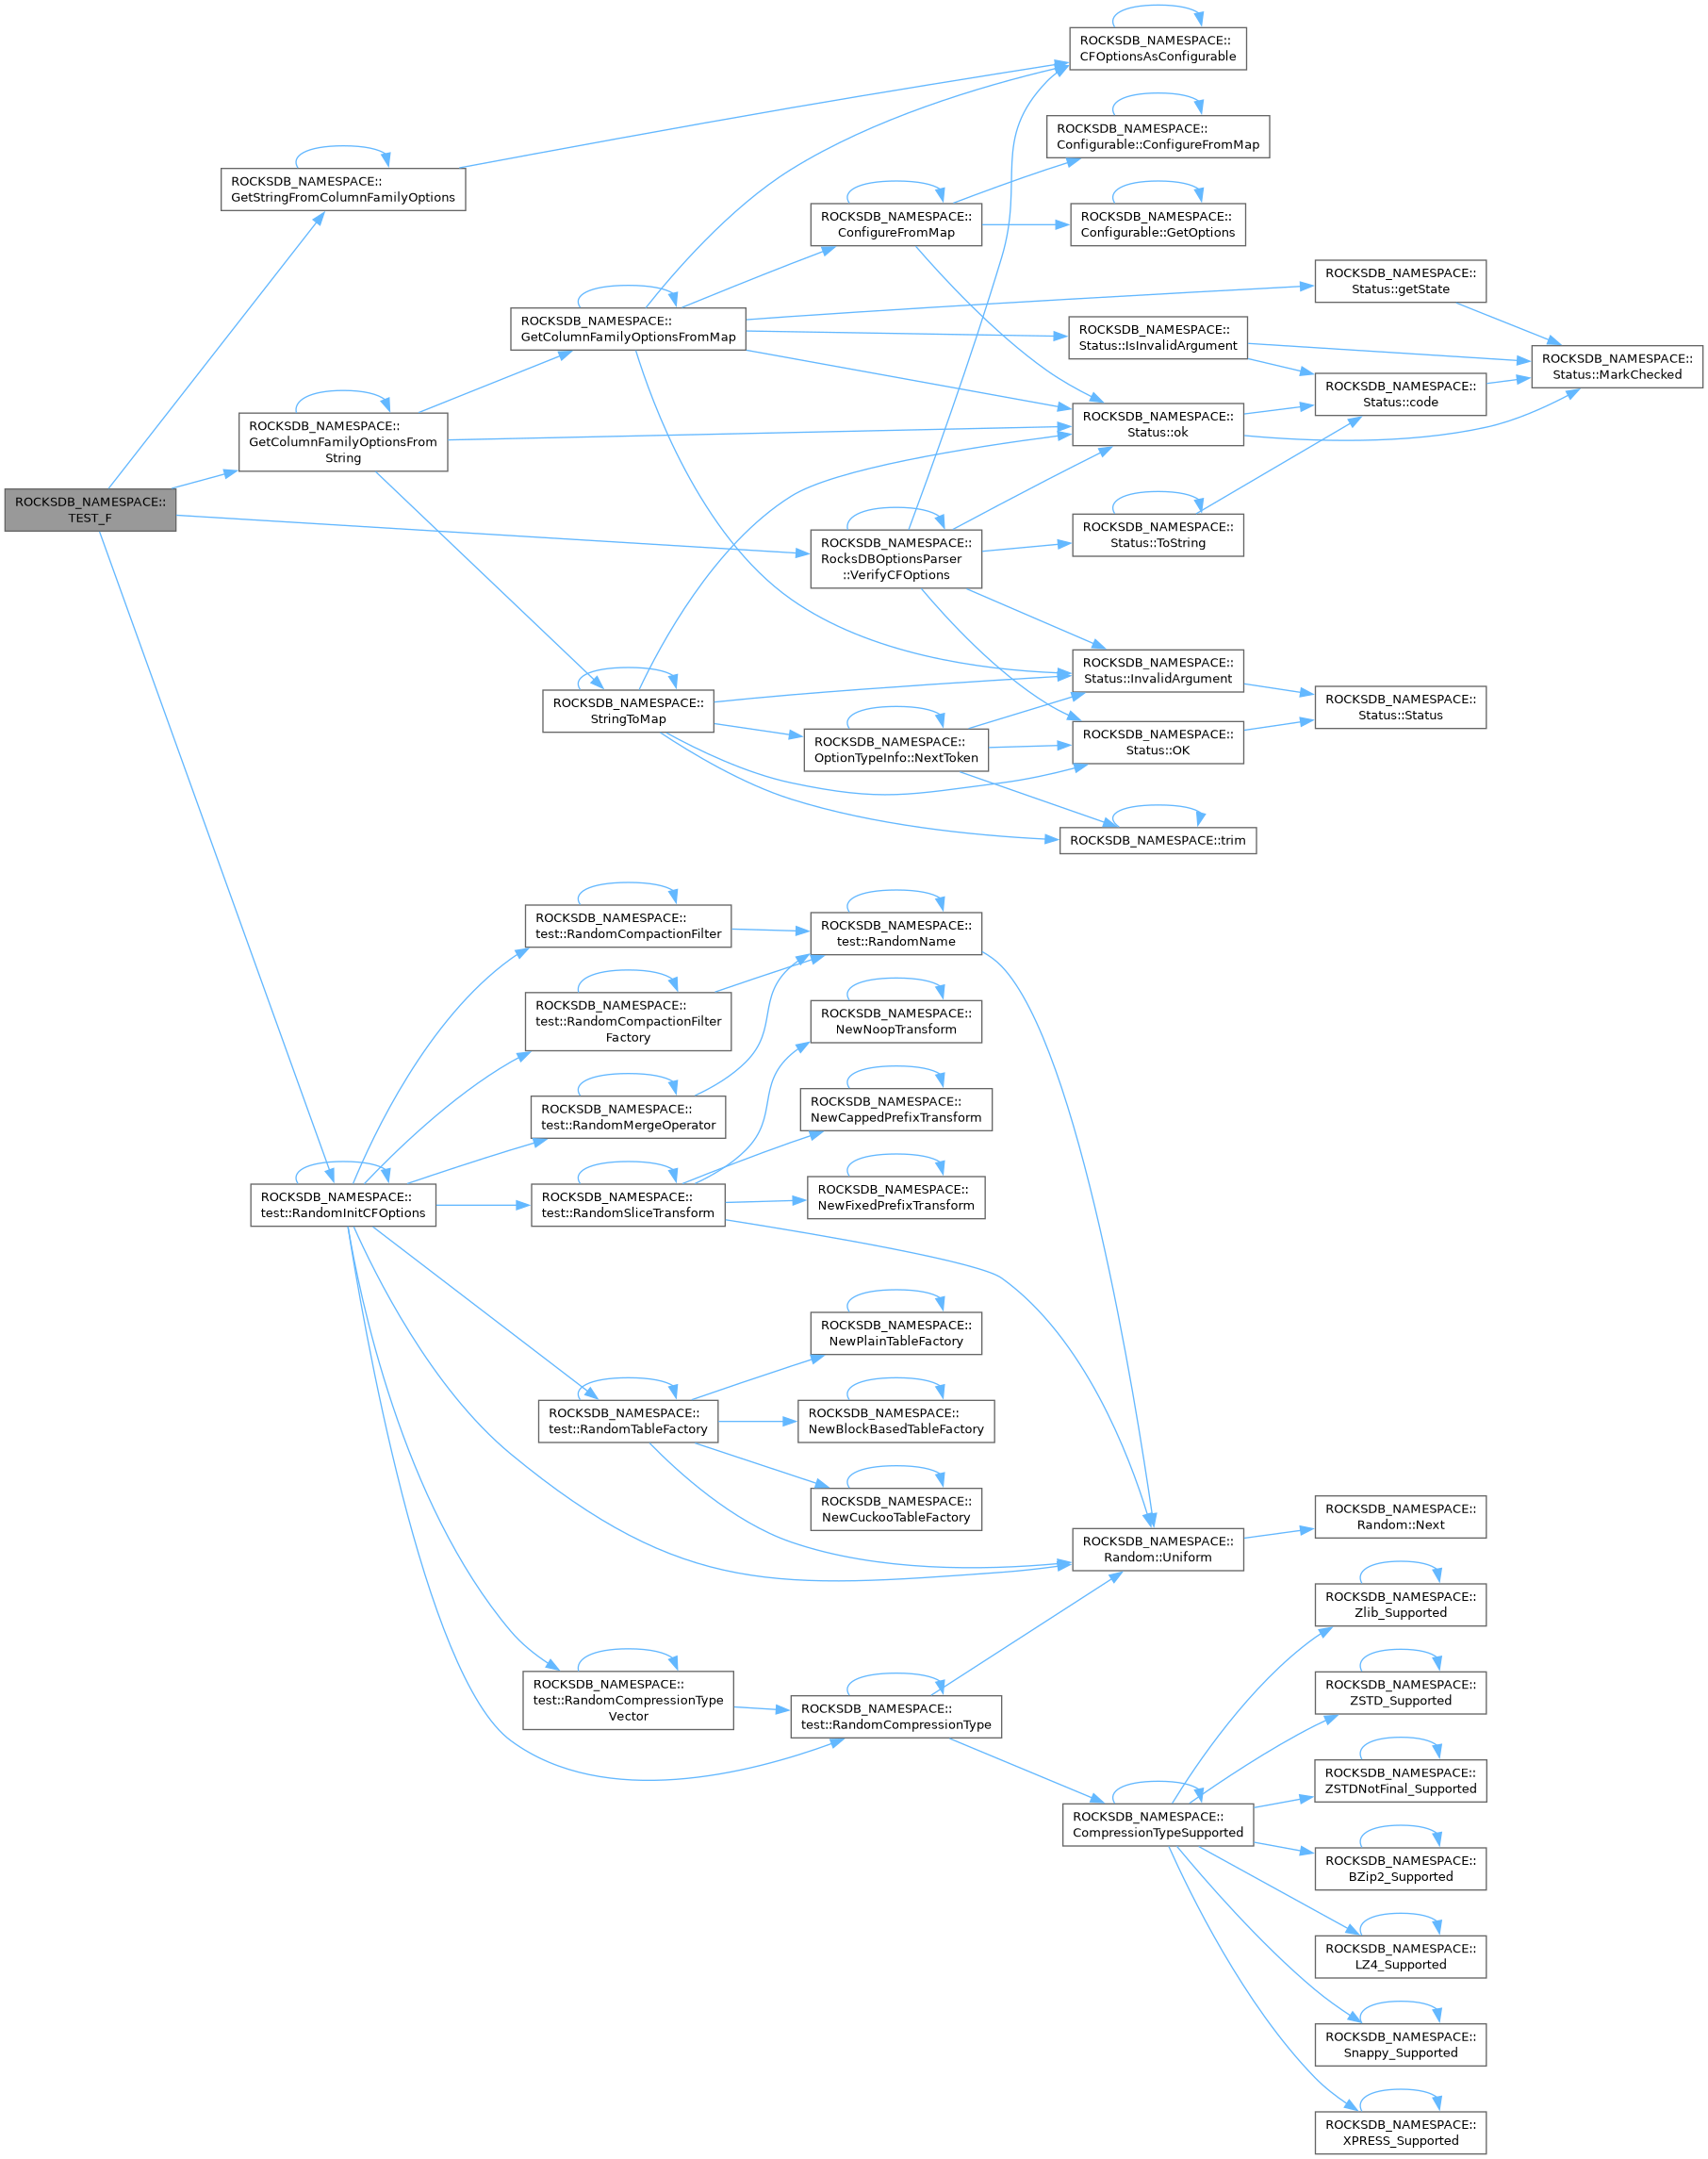 ROCKSDB_NAMESPACE::
CFOptionsAsConfigurable
ROCKSDB_NAMESPACE::
Configurable::ConfigureFromMap
ROCKSDB_NAMESPACE::
GetStringFromColumnFamilyOptions
ROCKSDB_NAMESPACE::
ConfigureFromMap
ROCKSDB_NAMESPACE::
Configurable::GetOptions
ROCKSDB_NAMESPACE::
Status::getState
ROCKSDB_NAMESPACE::
GetColumnFamilyOptionsFromMap
ROCKSDB_NAMESPACE::
Status::IsInvalidArgument
ROCKSDB_NAMESPACE::
Status::MarkChecked
ROCKSDB_NAMESPACE::
Status::code
ROCKSDB_NAMESPACE::
GetColumnFamilyOptionsFrom
String
ROCKSDB_NAMESPACE::
Status::ok
ROCKSDB_NAMESPACE::
TEST_F
ROCKSDB_NAMESPACE::
Status::ToString
ROCKSDB_NAMESPACE::
RocksDBOptionsParser
::VerifyCFOptions
ROCKSDB_NAMESPACE::
Status::InvalidArgument
ROCKSDB_NAMESPACE::
StringToMap
ROCKSDB_NAMESPACE::
Status::Status
ROCKSDB_NAMESPACE::
OptionTypeInfo::NextToken
ROCKSDB_NAMESPACE::
Status::OK
ROCKSDB_NAMESPACE::trim
ROCKSDB_NAMESPACE::
test::RandomCompactionFilter
ROCKSDB_NAMESPACE::
test::RandomName
ROCKSDB_NAMESPACE::
test::RandomCompactionFilter
Factory
ROCKSDB_NAMESPACE::
NewNoopTransform
ROCKSDB_NAMESPACE::
test::RandomMergeOperator
ROCKSDB_NAMESPACE::
NewCappedPrefixTransform
ROCKSDB_NAMESPACE::
test::RandomInitCFOptions
ROCKSDB_NAMESPACE::
test::RandomSliceTransform
ROCKSDB_NAMESPACE::
NewFixedPrefixTransform
ROCKSDB_NAMESPACE::
NewPlainTableFactory
ROCKSDB_NAMESPACE::
test::RandomTableFactory
ROCKSDB_NAMESPACE::
NewBlockBasedTableFactory
ROCKSDB_NAMESPACE::
NewCuckooTableFactory
ROCKSDB_NAMESPACE::
Random::Uniform
ROCKSDB_NAMESPACE::
Random::Next
ROCKSDB_NAMESPACE::
Zlib_Supported
ROCKSDB_NAMESPACE::
test::RandomCompressionType
Vector
ROCKSDB_NAMESPACE::
test::RandomCompressionType
ROCKSDB_NAMESPACE::
ZSTD_Supported
ROCKSDB_NAMESPACE::
ZSTDNotFinal_Supported
ROCKSDB_NAMESPACE::
CompressionTypeSupported
ROCKSDB_NAMESPACE::
BZip2_Supported
ROCKSDB_NAMESPACE::
LZ4_Supported
ROCKSDB_NAMESPACE::
Snappy_Supported
ROCKSDB_NAMESPACE::
XPRESS_Supported